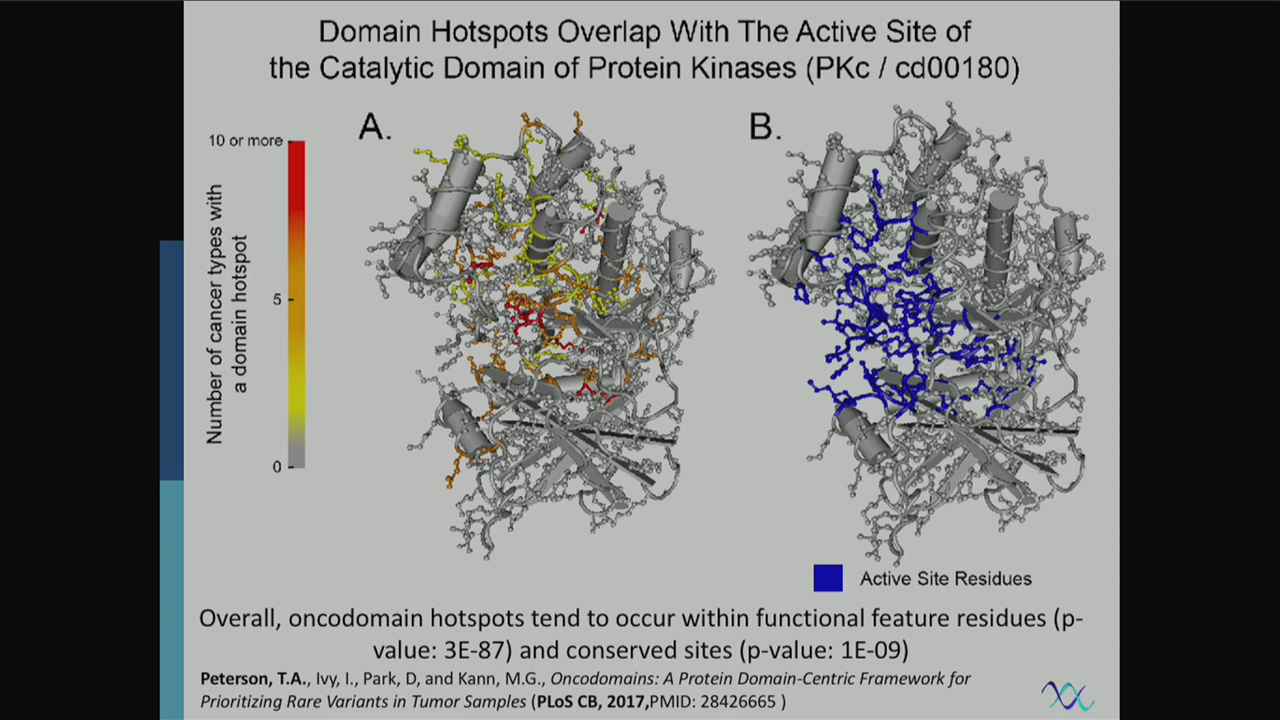 Domain Hotspots Overlap With The Active Site of
the Catalytic Domain of Protein Kinases (PKc / cd00180)
A.
B.
10 or more
5
0
Number of cancer types with
a domain hotspot
Active Site Residues
Overall, oncodomain hotspots tend to occur within functional feature residues (p-
value: 3E-87) and conserved sites (p-value: 1E-09)
Peterson, T.A., Ivy, I., Park, D, and Kann, M.G., Oncodomains: A Protein Domain-Centric Framework for
Prioritizing Rare Variants in Tumor Samples (PLoS CB, 2017,PMID: 28426665 )